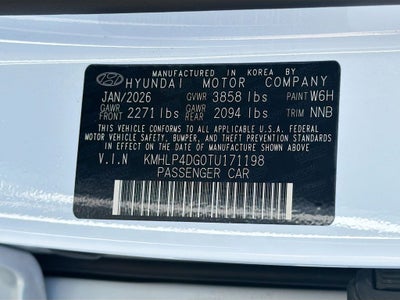 MANUFACTURED IN KOREA BY
HYUNDAI MOTOR COMPANY
JAN/2026 GVWR 3858 lbs PAINT W6H
GAWR FRONT 2271 lbs GAWR REAR 2094 lbs TRIM NNB
THIS VEHICLE CONFORMS TO ALL APPLICABLE U.S.A. FEDERAL
MOTOR VEHICLE SAFETY, BUMPER, AND THEFT PREVENTION STANDARDS
IN EFFECT ON THE DATE OF MANUFACTURE SHOWN ABOVE.
V.I.N KMHLP4DG0TU171198
PASSENGER CAR